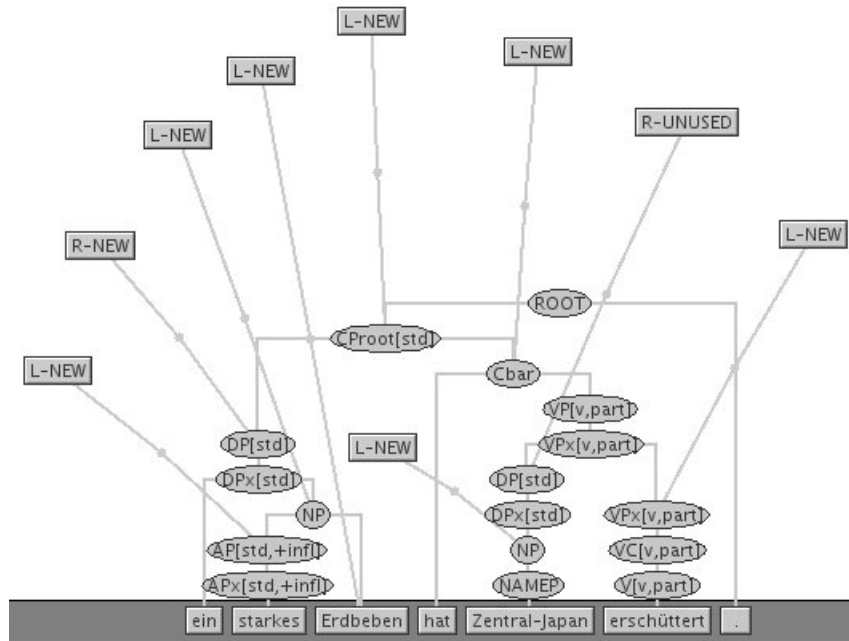 L-NEW
L-NEW
L-NEW
R-UNUSED
L-NEW
R-NEW
L-NEW
ROOT
CProot[std]
L-NEW
Cbar
VP[v,part]
DP[std]
L-NEW
VPx[v,part]
DPx[std]
DP[std]
NP
DPx[std]
VPx[v,part]
AP[std,+infl]
NP
VC[v,part]
APx[std,+infl]
NAMEP
V[v,part]
ein starkes Erdbeben hat Zentral-Japan erschüttert .